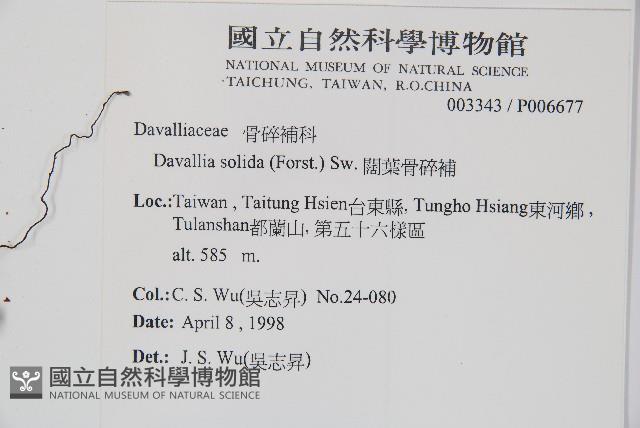 國立自然科學博物館
NATIONAL MUSEUM OF NATURAL SCIENCE
TAICHUNG, TAIWAN, R.O.CHINA
003343 / P006677
Davalliaceae 骨碎補科
Davallia solida (Forst.) Sw. 闊葉骨碎補
Loc.:Taiwan , Taitung Hsien台東縣, Tungho Hsiang東河鄉 ,
Tulanshan都蘭山, 第五十六樣區
alt. 585 m.
Col.:C. S. Wu(吳志昇) No.24-080
Date: April 8 , 1998
Det.: J. S. Wu(吳志昇)
國立自然科學博物館
NATIONAL MUSEUM OF NATURAL SCIENCE